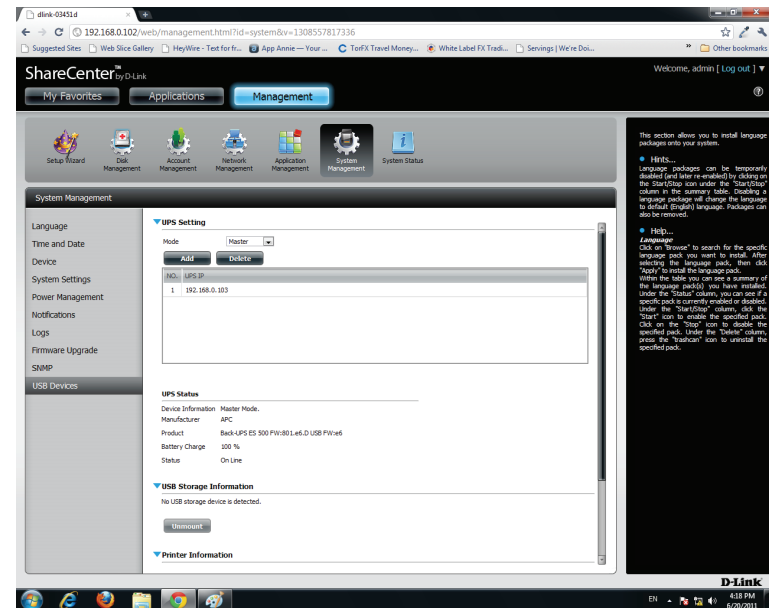 dlink-03451d
192.168.0.102/web/management.html?id=system&v=1308557817336
Suggested Sites
Web Slice Gallery
HeyWire - Text for fr...
App Annie — Your ...
TorFX Travel Money...
White Label FX Tradi...
Servings | We're Doi...
»
Other bookmarks
ShareCenter™ by D-Link
Welcome, admin [ Log out ] ▼
My Favorites
Applications
Management
?
Setup Wizard
Disk Management
Account Management
Network Management
Application Management
System Management
System Status
System Management
Language
Time and Date
Device
System Settings
Power Management
Notifications
Logs
Firmware Upgrade
SNMP
USB Devices
UPS Setting
Mode Master
Add Delete
NO. UPS IP
1 192.168.0.103
UPS Status
Device Information Master Mode.
Manufacturer APC
Product Back-UPS ES 500 FW:801.e6.D USB FW:e6
Battery Charge 100 %
Status On Line
USB Storage Information
No USB storage device is detected.
Unmount
Printer Information
This section allows you to install language
packages onto your system.
Hints...
Language packages can be temporarily
disabled (and later re-enabled) by clicking on
the Start/Stop icon under the "Start/Stop"
column in the summary table. Disabling a
language package will change the language
to default (English) language. Packages can
also be removed.
Help...
Language
Click on "Browse" to search for the specific
language pack you want to install. After
selecting the language pack, then click
"Apply" to install the language pack.
Within the table you can see a summary of
the language pack(s) you have installed.
Under the "Status" column, you can see if a
specific pack is currently enabled or disabled.
Under the "Start/Stop" column, click the
"Start" icon to enable the specified pack.
Click on the "Stop" icon to disable the
specified pack. Under the "Delete" column,
press the "trashcan" icon to uninstall the
specified pack.
D-Link
EN
4:18 PM
6/20/2011